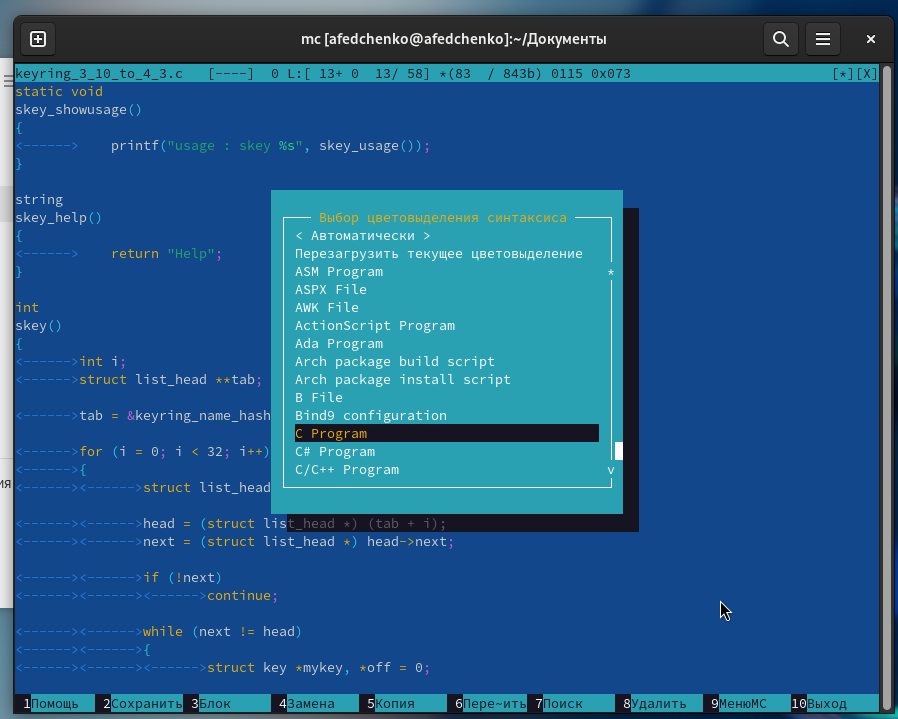 mc [afedchenko@afedchenko]:~/Документы
keyring_3_10_to_4_3.c   [----]  0 L:[ 13+ 0  13/ 58] *(83  / 843b) 0115 0x073 [*][X]
static void
skey_showusage()
{
<------>    printf("usage : skey %s", skey_usage());
}
string
skey_help()
{
<------>    return "Help";
}
int
skey()
{
<------>int i;
<------>struct list_head **tab;
<------>tab = &keyring_name_hash
<------>for (i = 0; i < 32; i++)
<------>{
<------><------>struct list_head
<------><------>head = (struct list_head *) (tab + i);
<------><------>next = (struct list_head *) head->next;
<------><------>if (!next)
<------><------><------>continue;
<------><------>while (next != head)
<------><------>{
<------><------><------>struct key *mykey, *off = 0;
Выбор цветовыделения синтаксиса
< Автоматически >
Перезагрузить текущее цветовыделение
ASM Program *
ASPX File
AWK File
ActionScript Program
Ada Program
Arch package build script
Arch package install script
B File
Bind9 configuration
C Program
C# Program
C/C++ Program v
1Помощь 2Сохранить 3Блок 4Замена 5Копия 6Пере~ить 7Поиск 8Удалить 9МенюMC 10Выход
ия